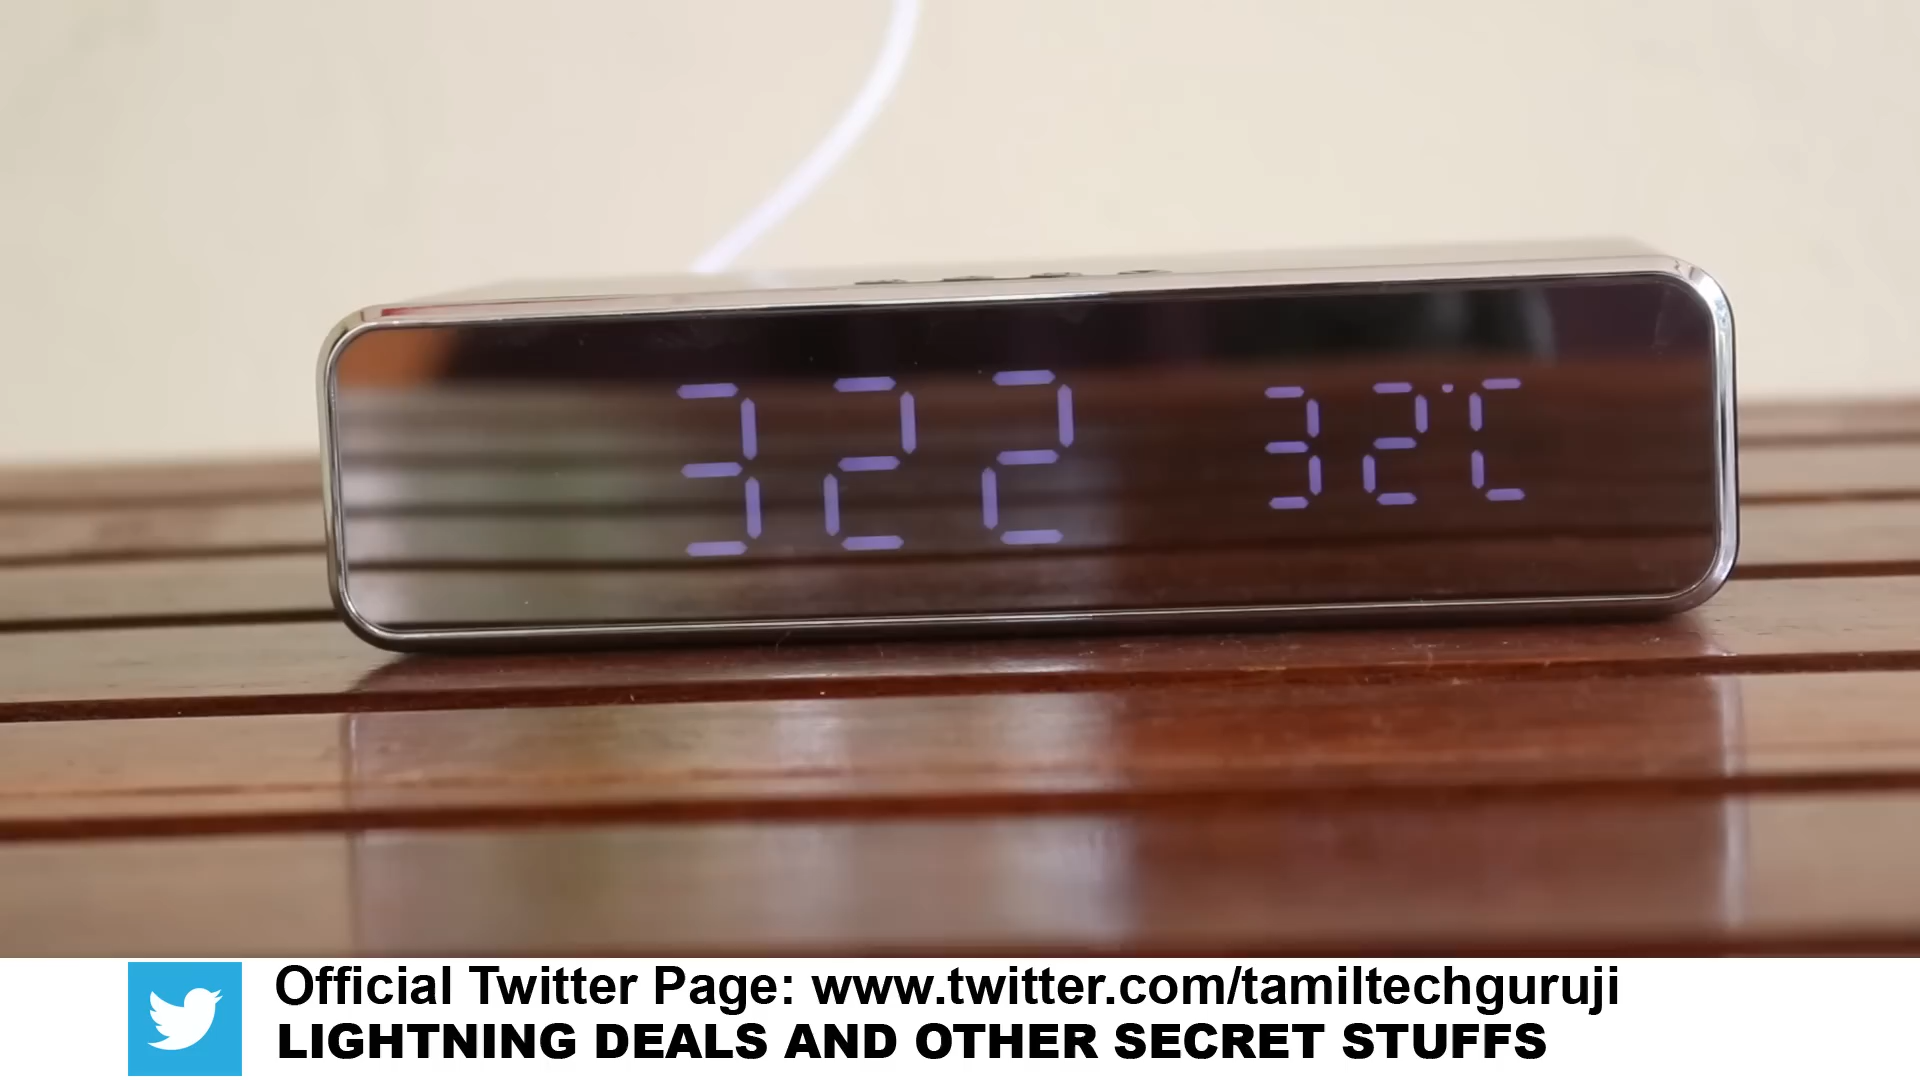 322 32°C
Official Twitter Page: www.twitter.com/tamiltechguruji
LIGHTNING DEALS AND OTHER SECRET STUFFS